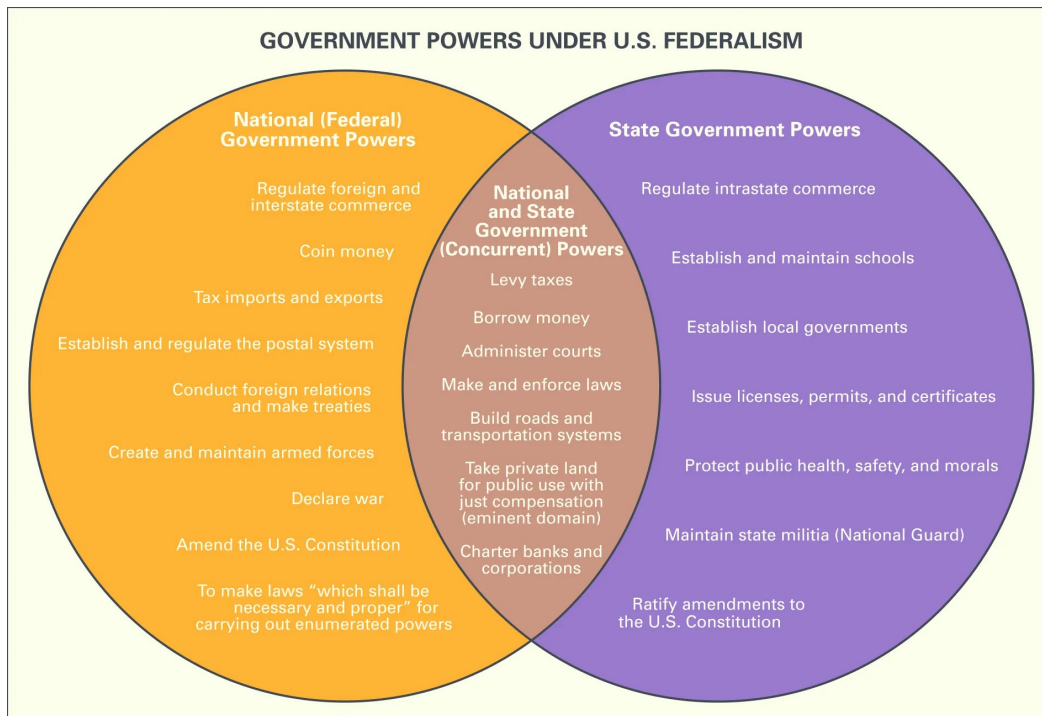 GOVERNMENT POWERS UNDER U.S. FEDERALISM
National (Federal)
Government Powers
Regulate foreign and
interstate commerce
Coin money
Tax imports and exports
Establish and regulate the postal system
Conduct foreign relations
and make treaties
Create and maintain armed forces
Declare war
Amend the U.S. Constitution
To make laws “which shall be
necessary and proper” for
carrying out enumerated powers
National
and State
Government
(Concurrent) Powers
Levy taxes
Borrow money
Administer courts
Make and enforce laws
Build roads and
transportation systems
Take private land
for public use with
just compensation
(eminent domain)
Charter banks and
corporations
State Government Powers
Regulate intrastate commerce
Establish and maintain schools
Establish local governments
Issue licenses, permits, and certificates
Protect public health, safety, and morals
Maintain state militia (National Guard)
Ratify amendments to
the U.S. Constitution